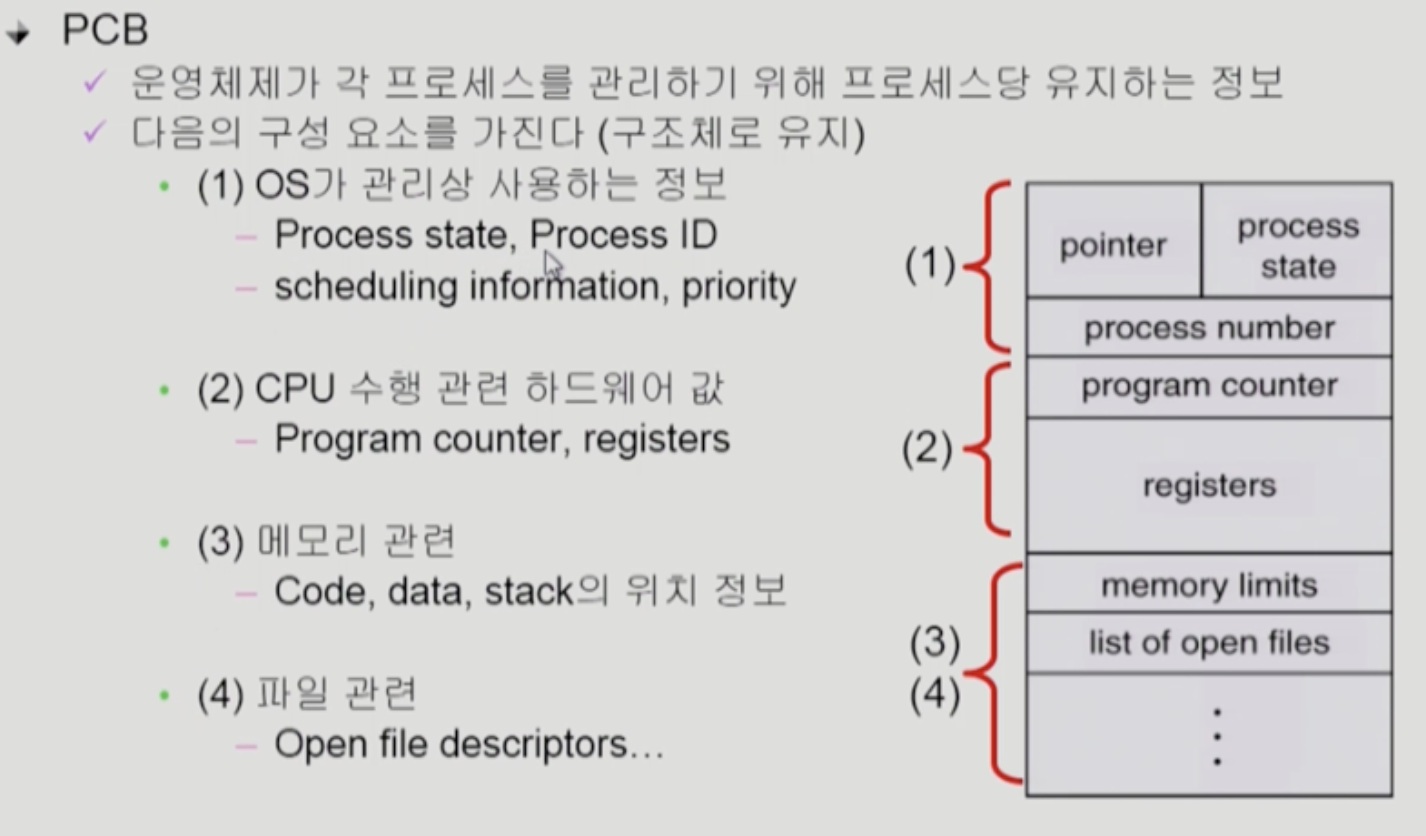 PCB
운영체제가 각 프로세스를 관리하기 위해 프로세스당 유지하는 정보
다음의 구성 요소를 가진다 (구조체로 유지)
(1) OS가 관리상 사용하는 정보
– Process state, Process ID
– scheduling information, priority
(2) CPU 수행 관련 하드웨어 값
– Program counter, registers
(3) 메모리 관련
– Code, data, stack의 위치 정보
(4) 파일 관련
– Open file descriptors…
(1)
pointer
process
state
process number
(2)
program counter
registers
(3)
(4)
memory limits
list of open files